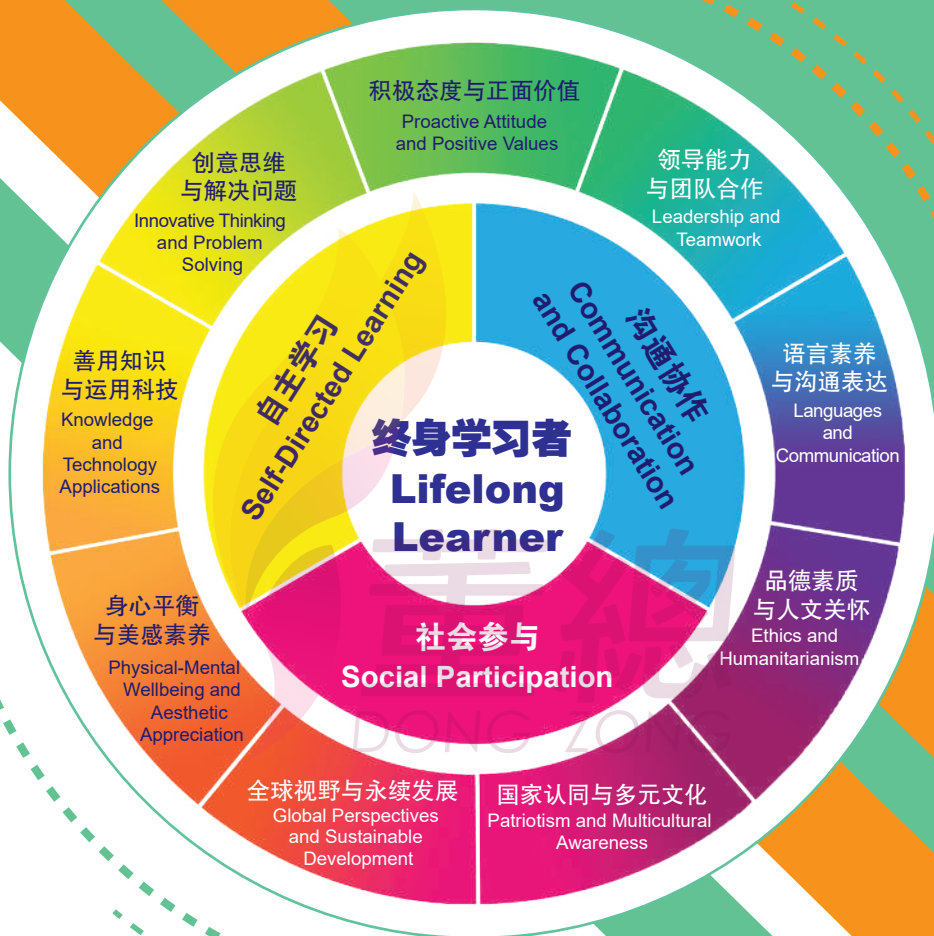 积极态度与正面价值
Proactive Attitude
and Positive Values
领导能力
与团队合作
Leadership and
Teamwork
语言素养
与沟通表达
Languages
and
Communication
品德素质
与人文关怀
Ethics and
Humanitarianism
国家认同与多元文化
Patriotism and Multicultural
Awareness
全球视野与永续发展
Global Perspectives
and Sustainable
Development
身心平衡
与美感素养
Physical-Mental
Wellbeing and
Aesthetic
Appreciation
善用知识
与运用科技
Knowledge
and
Technology
Applications
创意思维
与解决问题
Innovative Thinking
and Problem
Solving
自主学习
Self-Directed Learning
沟通协作
Communication
and Collaboration
社会参与
Social Participation
终身学习者
Lifelong
Learner
董總
DONG ZONG